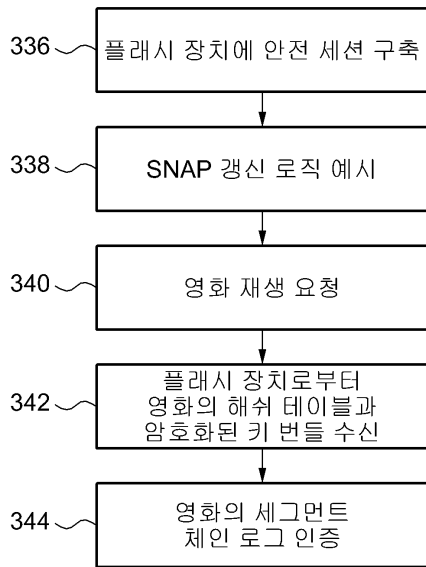 336
플래시 장치에 안전 세션 구축
338
SNAP 갱신 로직 예시
340
영화 재생 요청
342
플래시 장치로부터
영화의 해쉬 테이블과
암호화된 키 번들 수신
344
영화의 세그먼트
체인 로그 인증